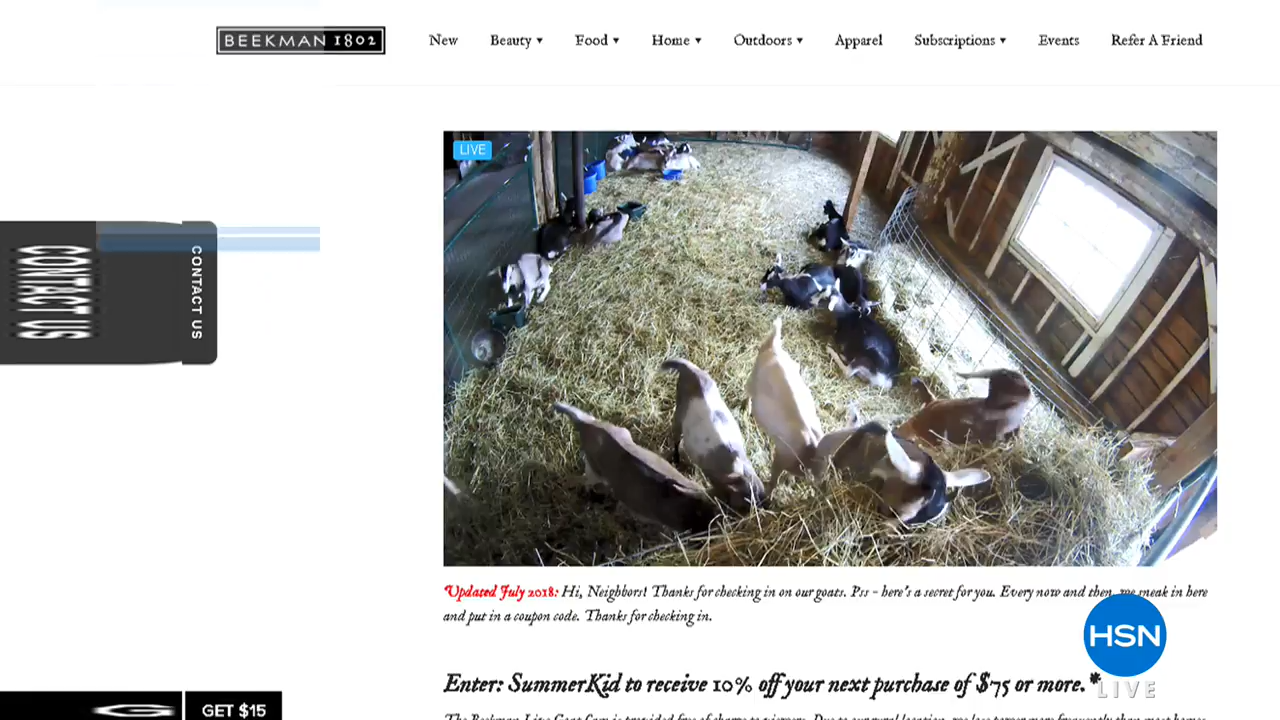 BEEKMAN 1802
New Beauty ▾ Food ▾ Home ▾ Outdoors ▾ Apparel Subscriptions ▾ Events Refer A Friend
LIVE
CONTACT US
CONTACT US
Updated July 2018: Hi, Neighbors! Thanks for checking in on our goats. Pss - here's a secret for you. Every now and then, we sneak in here
and put in a coupon code. Thanks for checking in.
HSN
LIVE
Enter: SummerKid to receive 10% off your next purchase of $75 or more.*
GET $15